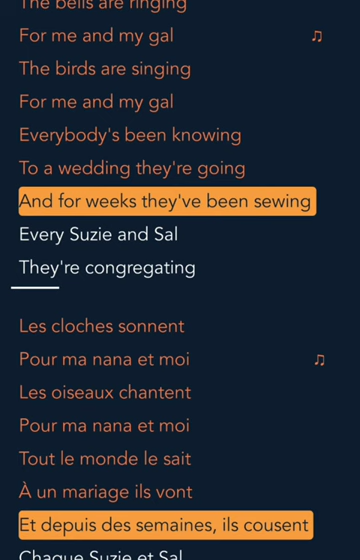 The bells are ringing
For me and my gal
The birds are singing
For me and my gal
Everybody's been knowing
To a wedding they're going
And for weeks they've been sewing
Every Suzie and Sal
They're congregating
Les cloches sonnent
Pour ma nana et moi
Les oiseaux chantent
Pour ma nana et moi
Tout le monde le sait
À un mariage ils vont
Et depuis des semaines, ils cousent
Chaque Suzie et Sal